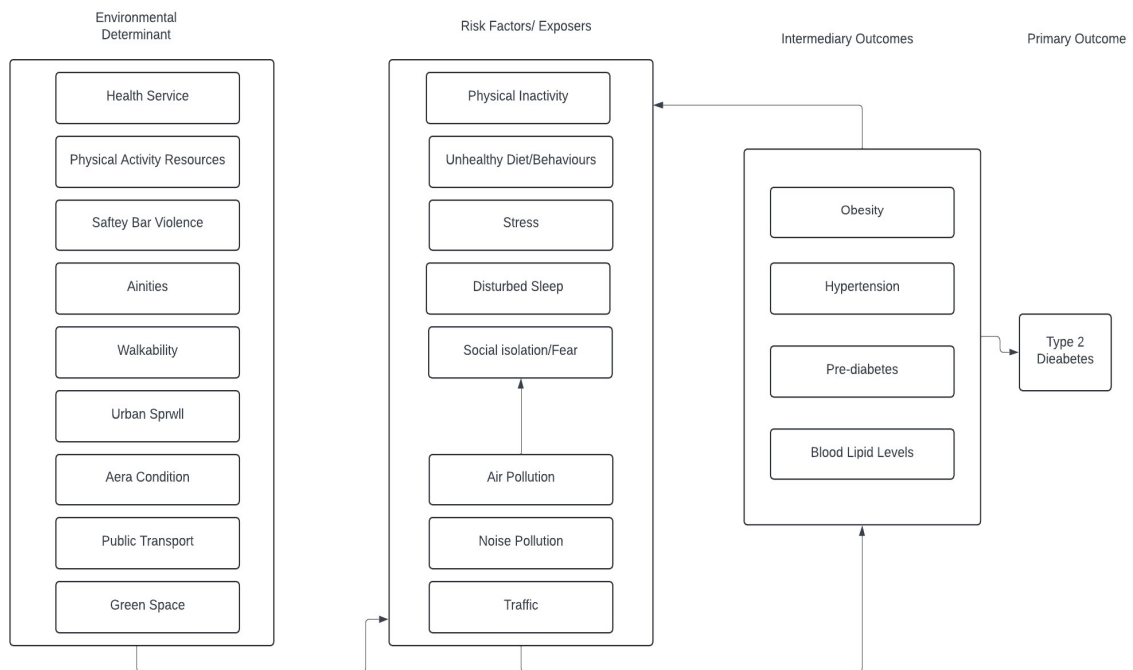 Environmental
Determinant
Health Service
Physical Activity Resources
Saftey Bar Violence
Ainities
Walkability
Urban Sprwll
Aera Condition
Public Transport
Green Space
Risk Factors/ Exposers
Physical Inactivity
Unhealthy Diet/Behaviours
Stress
Disturbed Sleep
Social isolation/Fear
Air Pollution
Noise Pollution
Traffic
Intermediary Outcomes
Obesity
Hypertension
Pre-diabetes
Blood Lipid Levels
Primary Outcome
Type 2
Dieabetes